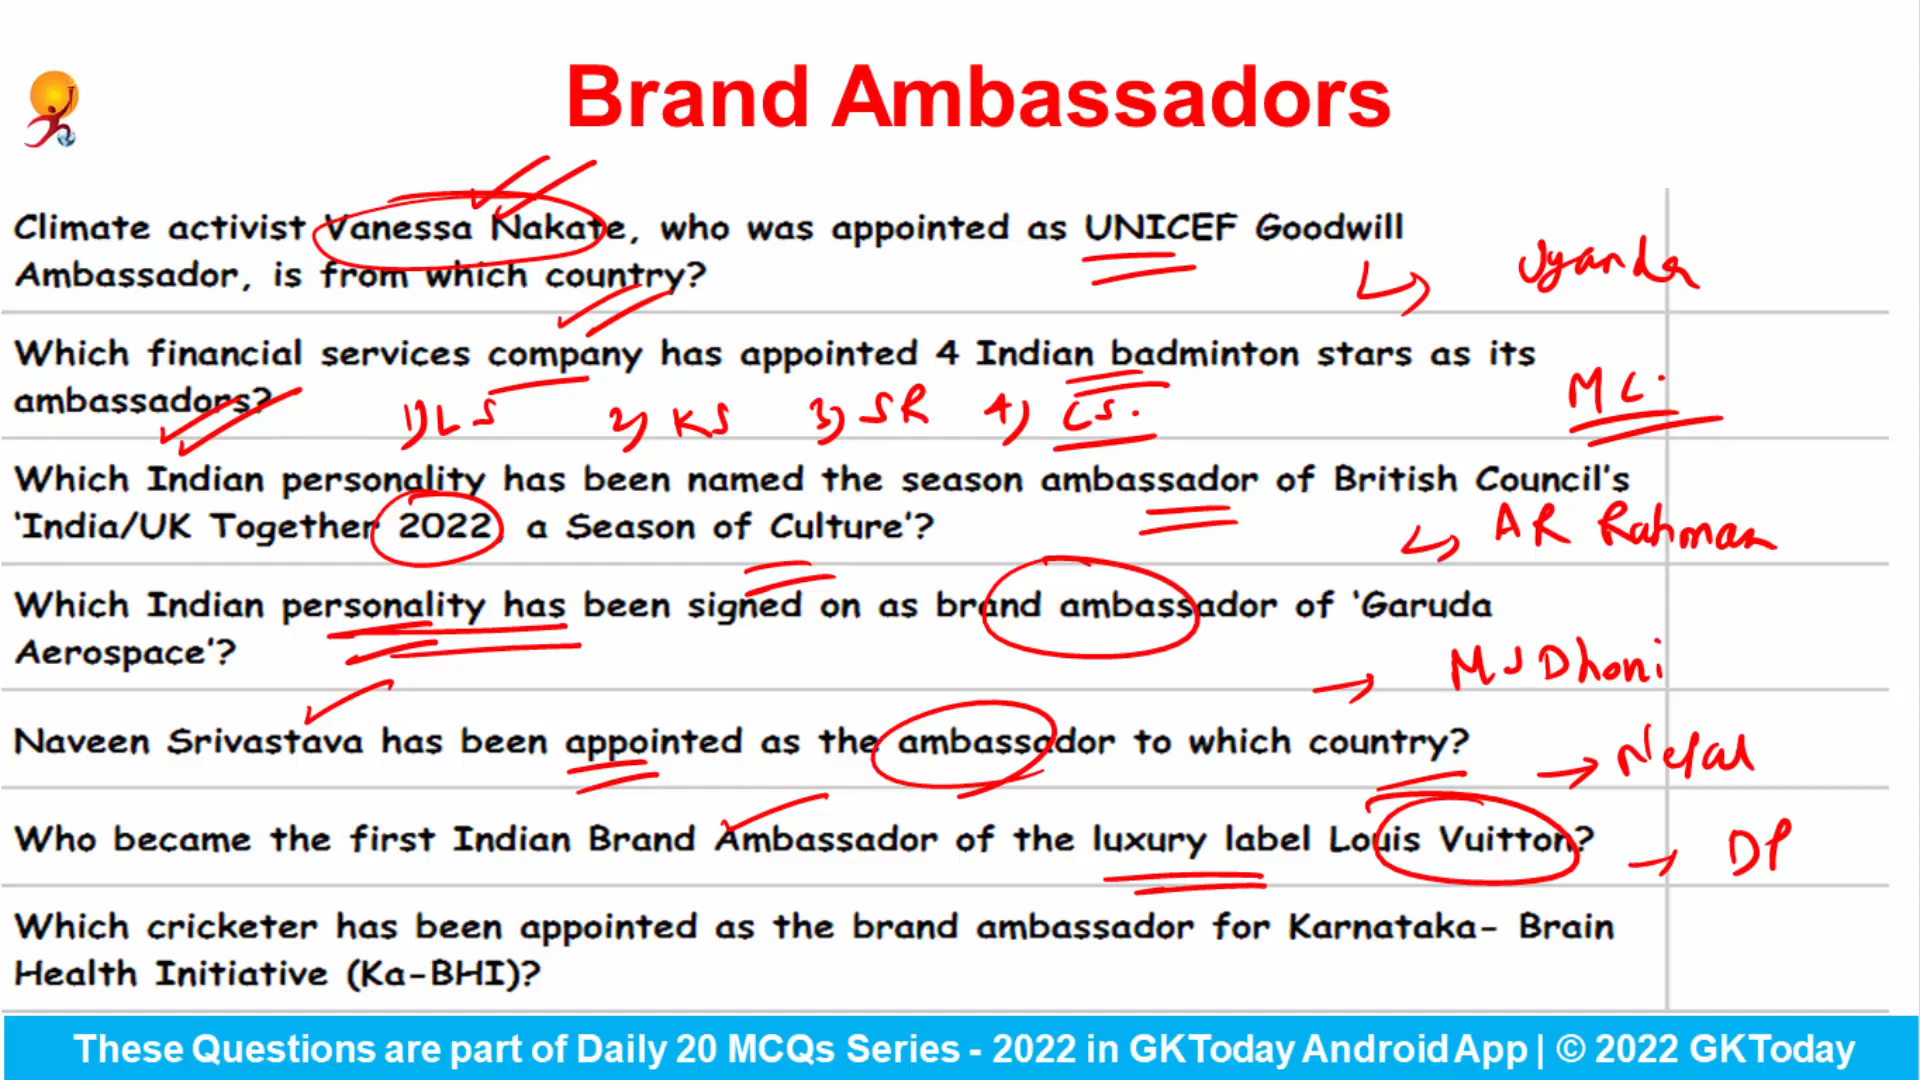 Brand Ambassadors
Climate activist Vanessa Nakate, who was appointed as UNICEF Goodwill
Ambassador, is from which country?
Uganda
Which financial services company has appointed 4 Indian badminton stars as its
ambassadors?
1) LS 2) KS 3) SR 4) CS.
ML.
Which Indian personality has been named the season ambassador of British Council's
'India/UK Together 2022, a Season of Culture'?
AR Rahman
Which Indian personality has been signed on as brand ambassador of 'Garuda
Aerospace'?
MS Dhoni
Naveen Srivastava has been appointed as the ambassador to which country?
Nepal
Who became the first Indian Brand Ambassador of the luxury label Louis Vuitton?
DP
Which cricketer has been appointed as the brand ambassador for Karnataka- Brain
Health Initiative (Ka-BHI)?
These Questions are part of Daily 20 MCQs Series - 2022 in GKToday Android App | © 2022 GKToday